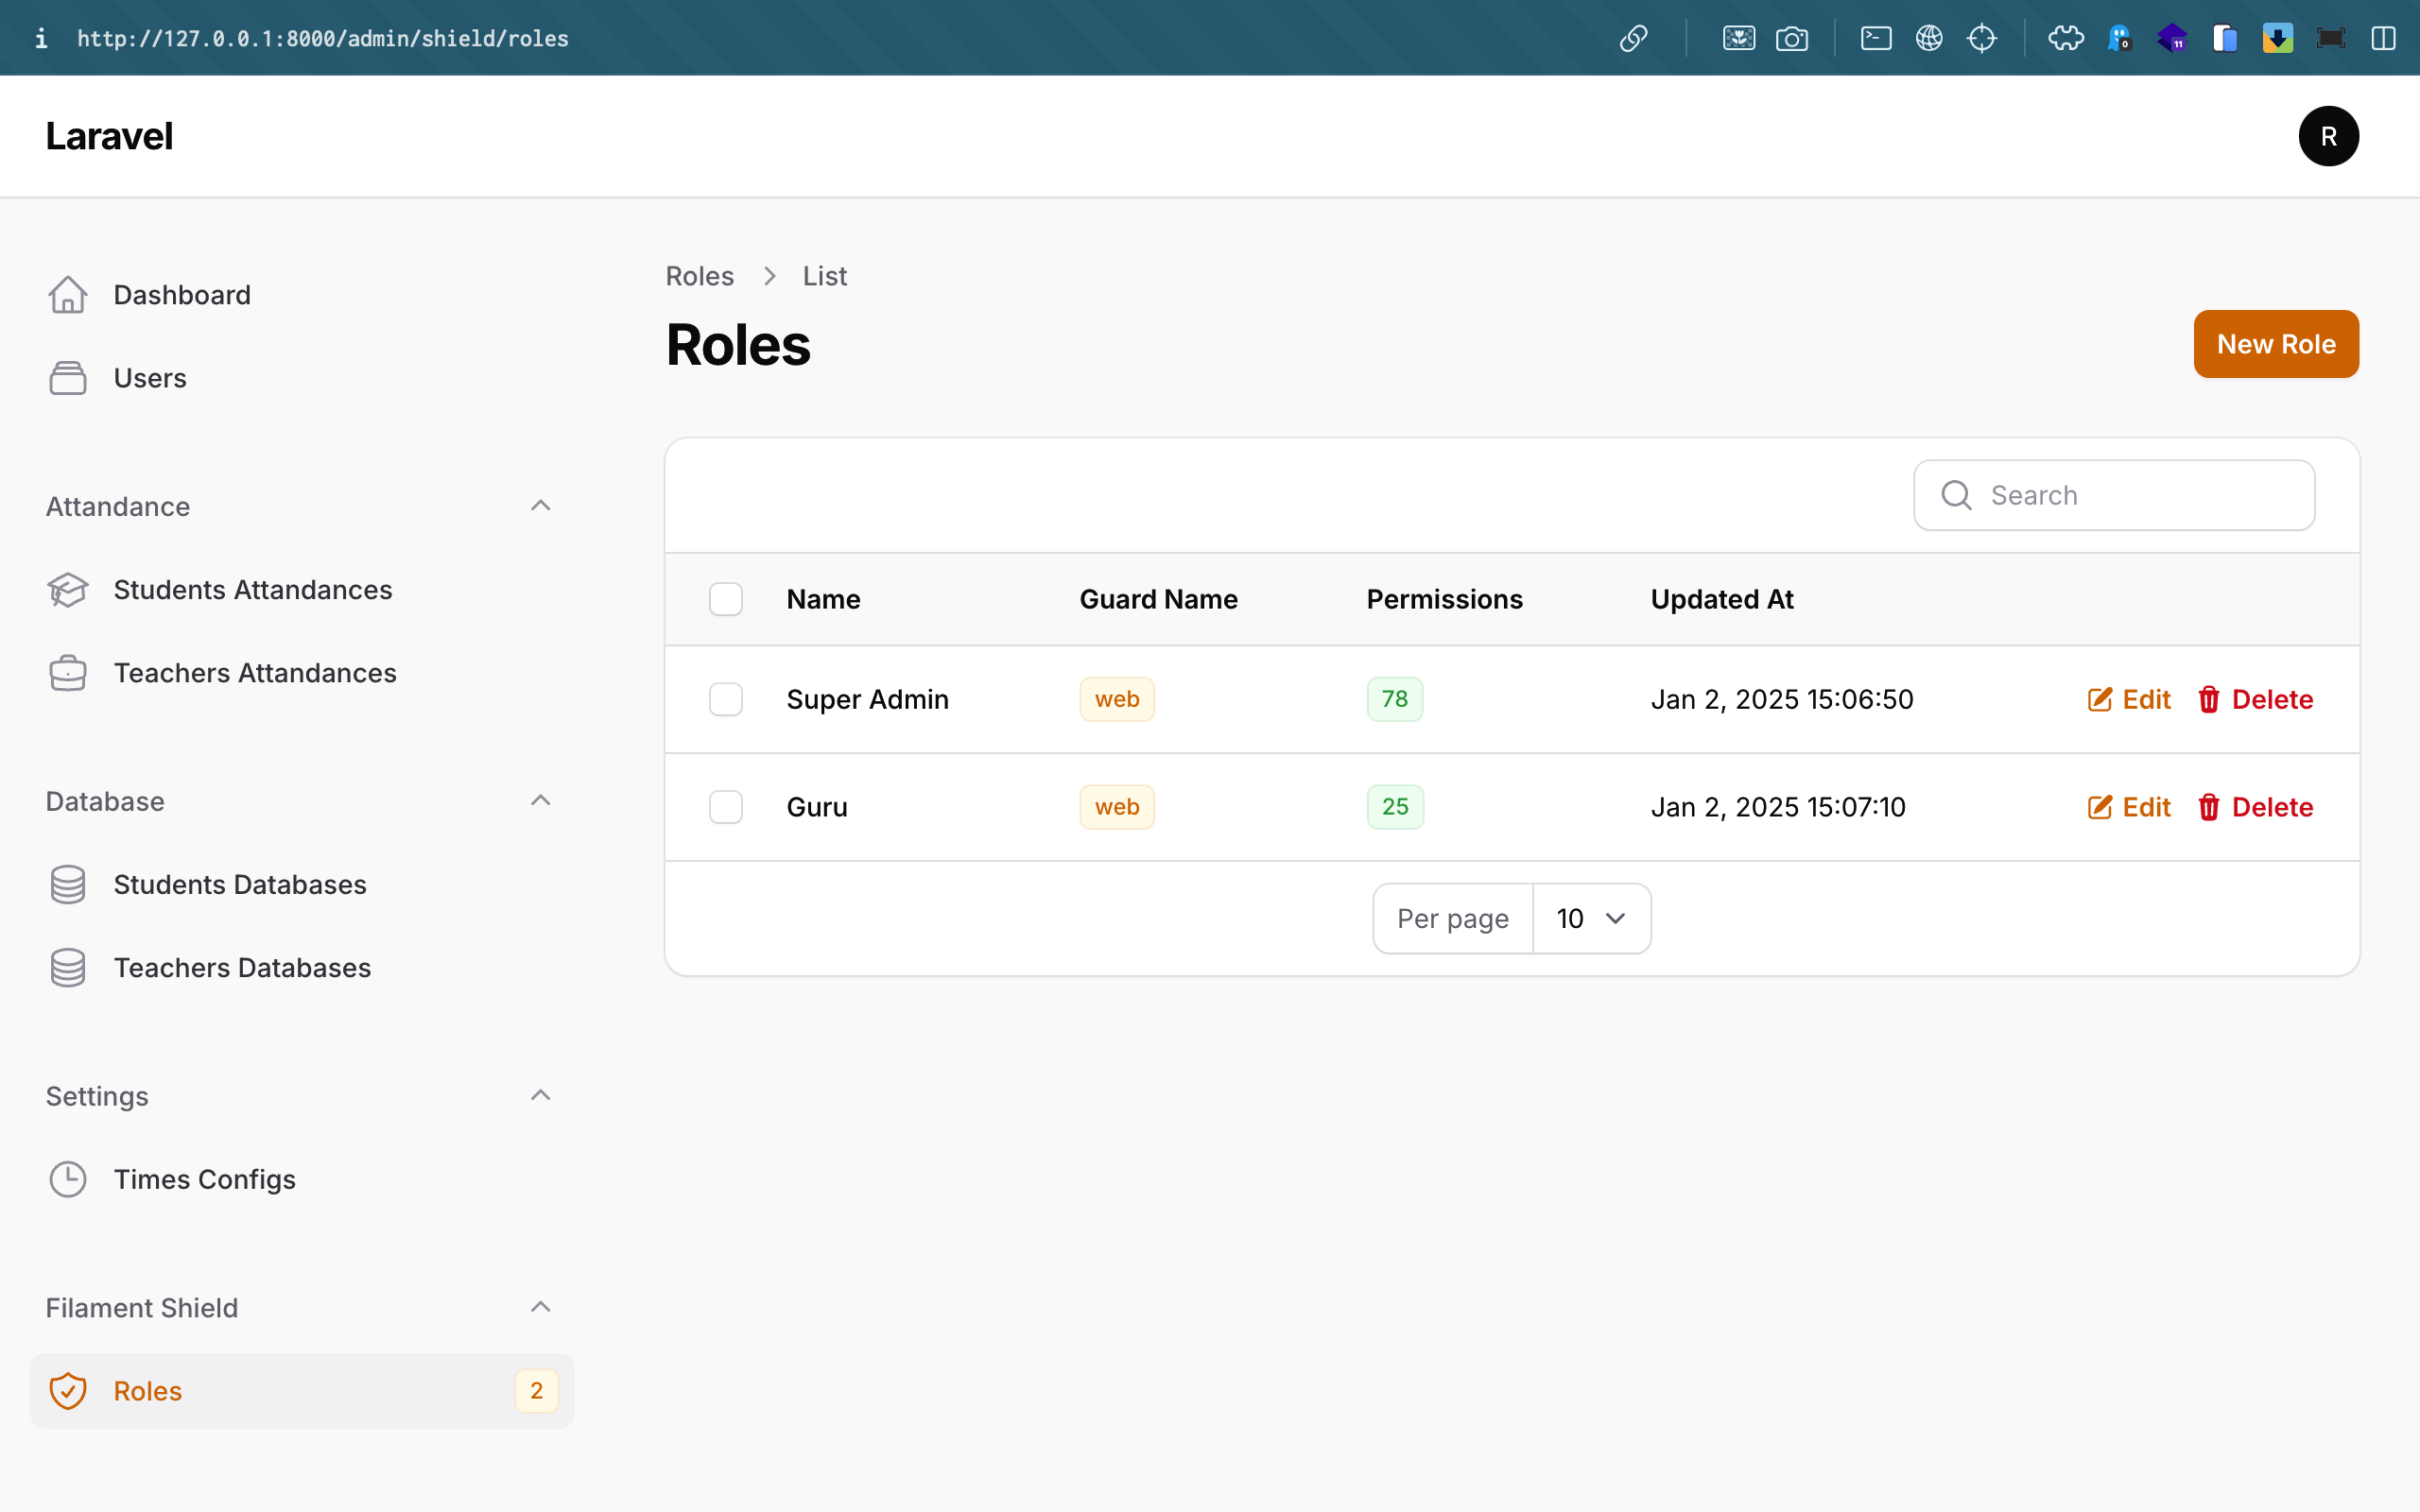 http://127.0.0.1:8000/admin/shield/roles
0
11
Laravel
R
Dashboard
Users
Attandance
Students Attandances
Teachers Attandances
Database
Students Databases
Teachers Databases
Settings
Times Configs
Filament Shield
Roles 2
Roles List
Roles
New Role
Search
Name Guard Name Permissions Updated At
Super Admin web 78 Jan 2, 2025 15:06:50 Edit Delete
Guru web 25 Jan 2, 2025 15:07:10 Edit Delete
Per page 10